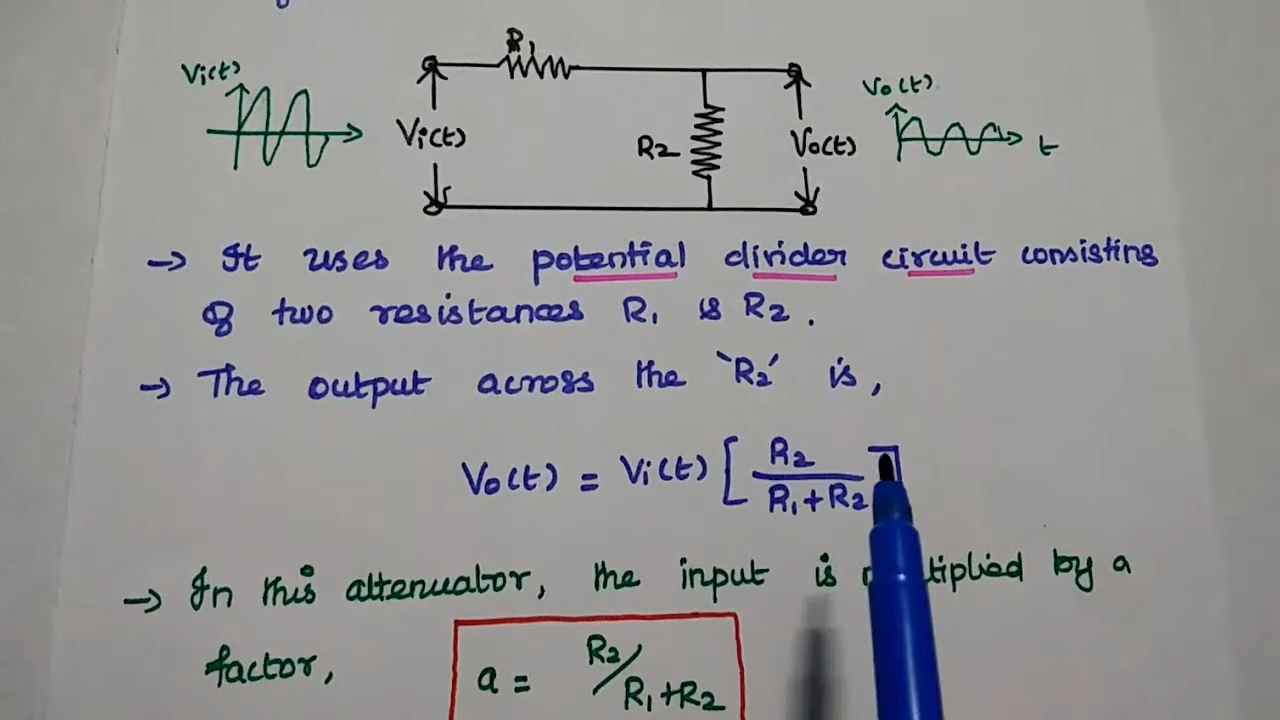 R1
Vi(t)
Vi(t)
R2
Vo(t)
Vo(t)
t
→ It uses the potential divider circuit consisting
of two resistances R1 & R2.
→ The output across the `R2' is,
Vo(t) = Vi(t) [ R2 / R1+R2 ]
→ In this attenuator, the input is by a
factor,
a = R2/R1+R2